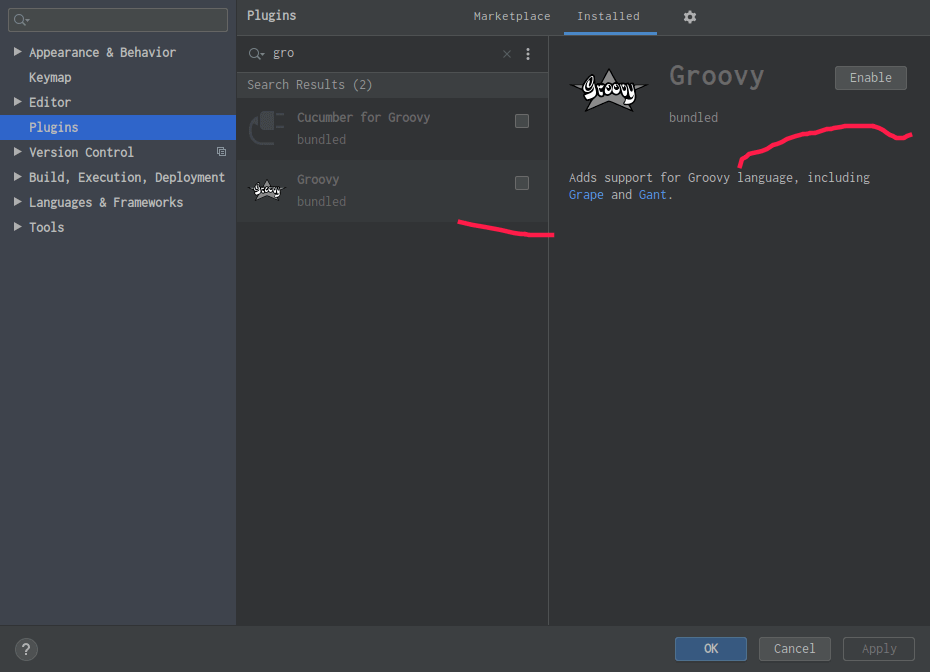 Plugins
Marketplace
Installed
Appearance & Behavior
Keymap
Editor
Plugins
Version Control
Build, Execution, Deployment
Languages & Frameworks
Tools
gro
Search Results (2)
Cucumber for Groovy
bundled
Groovy
Groovy
bundled
Groovy
Groovy
Enable
bundled
Adds support for Groovy language, including
Grape and Gant.
?
OK
Cancel
Apply